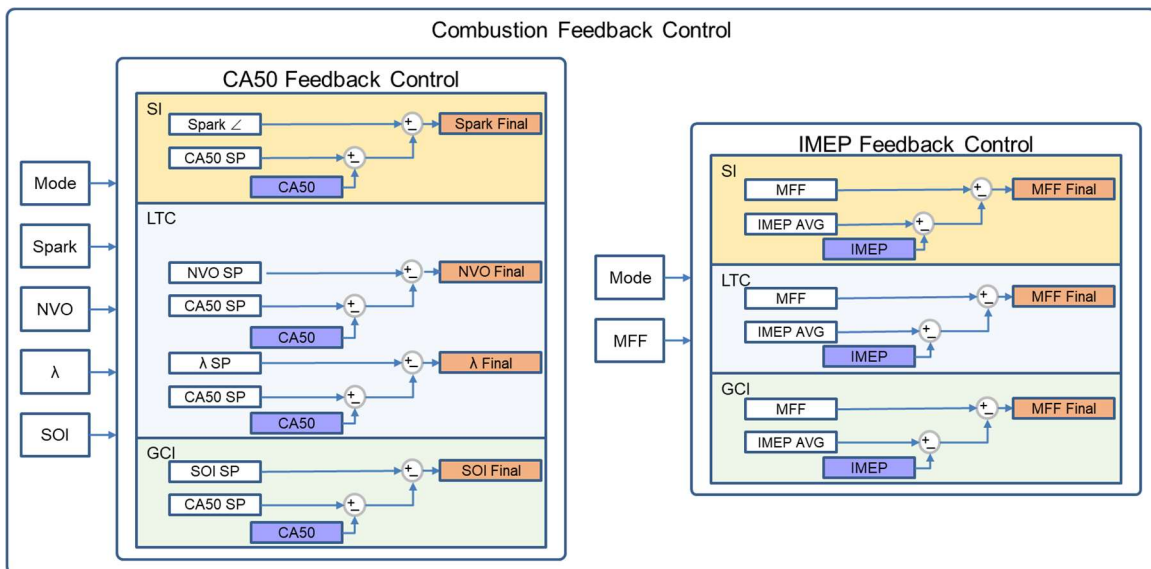 Combustion Feedback Control
CA50 Feedback Control
Mode
Spark
NVO
λ
SOI
SI
Spark ∠
+
−
Spark Final
CA50 SP
+
−
CA50
LTC
NVO SP
+
−
NVO Final
CA50 SP
+
−
CA50
λ SP
+
−
λ Final
CA50 SP
+
−
CA50
GCI
SOI SP
+
−
SOI Final
CA50 SP
+
−
CA50
IMEP Feedback Control
Mode
MFF
SI
MFF
+
−
MFF Final
IMEP AVG
+
−
IMEP
LTC
MFF
+
−
MFF Final
IMEP AVG
+
−
IMEP
GCI
MFF
+
−
MFF Final
IMEP AVG
+
−
IMEP